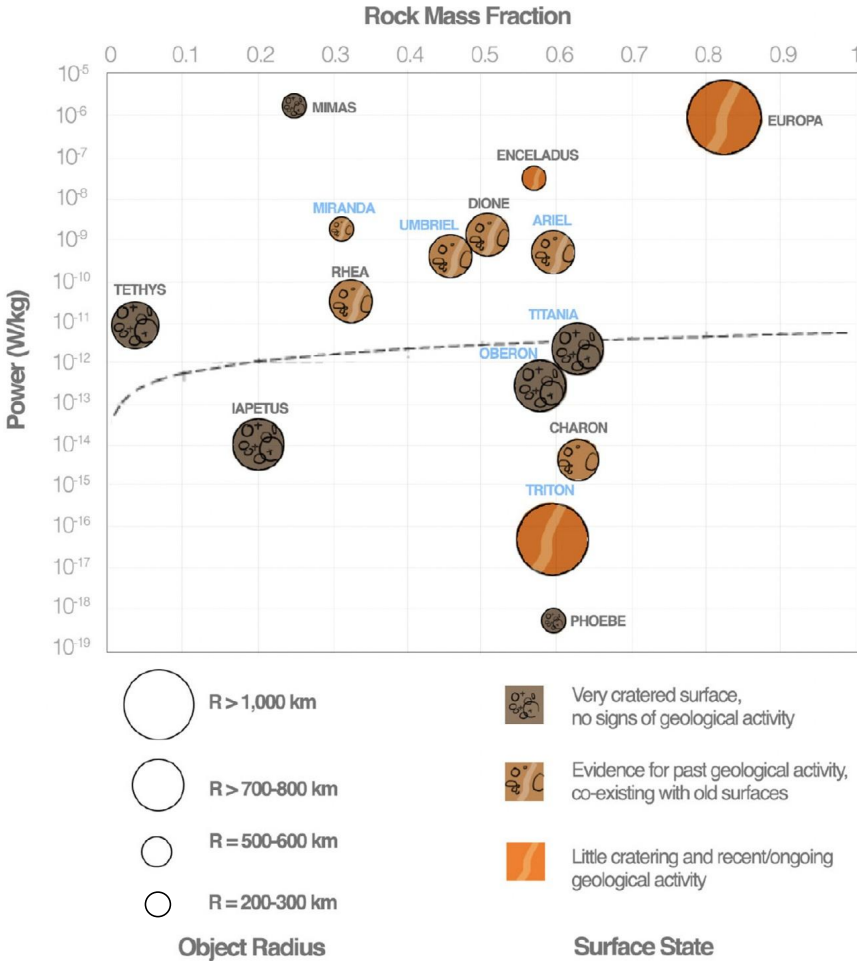 Rock Mass Fraction
0 0.1 0.2 0.3 0.4 0.5 0.6 0.7 0.8 0.9 1
Power (W/kg)
10⁻⁵
10⁻⁶
10⁻⁷
10⁻⁸
10⁻⁹
10⁻¹⁰
10⁻¹¹
10⁻¹²
10⁻¹³
10⁻¹⁴
10⁻¹⁵
10⁻¹⁶
10⁻¹⁷
10⁻¹⁸
10⁻¹⁹
MIMAS
EUROPA
ENCELADUS
MIRANDA
DIONE
UMBRIEL
ARIEL
RHEA
TETHYS
TITANIA
OBERON
IAPETUS
CHARON
TRITON
PHOEBE
R > 1,000 km
R > 700-800 km
R = 500-600 km
R = 200-300 km
Object Radius
Very cratered surface,
no signs of geological activity
Evidence for past geological activity,
co-existing with old surfaces
Little cratering and recent/ongoing
geological activity
Surface State